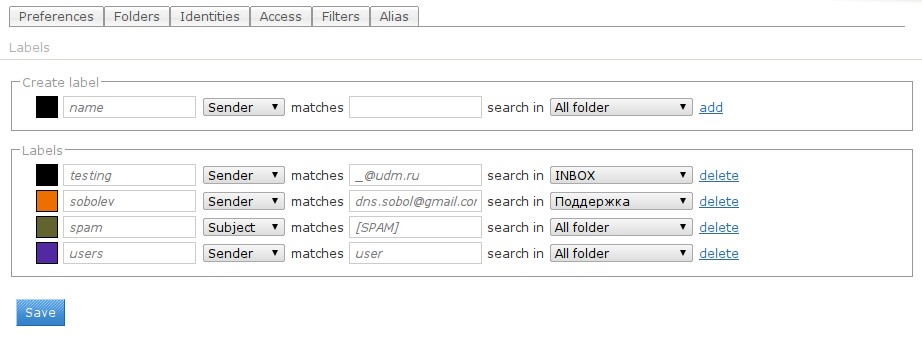 Preferences Folders Identities Access Filters Alias
Labels
Create label
name Sender matches search in All folder add
Labels
testing Sender matches _@udm.ru search in INBOX delete
sobolev Sender matches dns.sobol@gmail.com search in Поддержка delete
spam Subject matches [SPAM] search in All folder delete
users Sender matches user search in All folder delete
Save